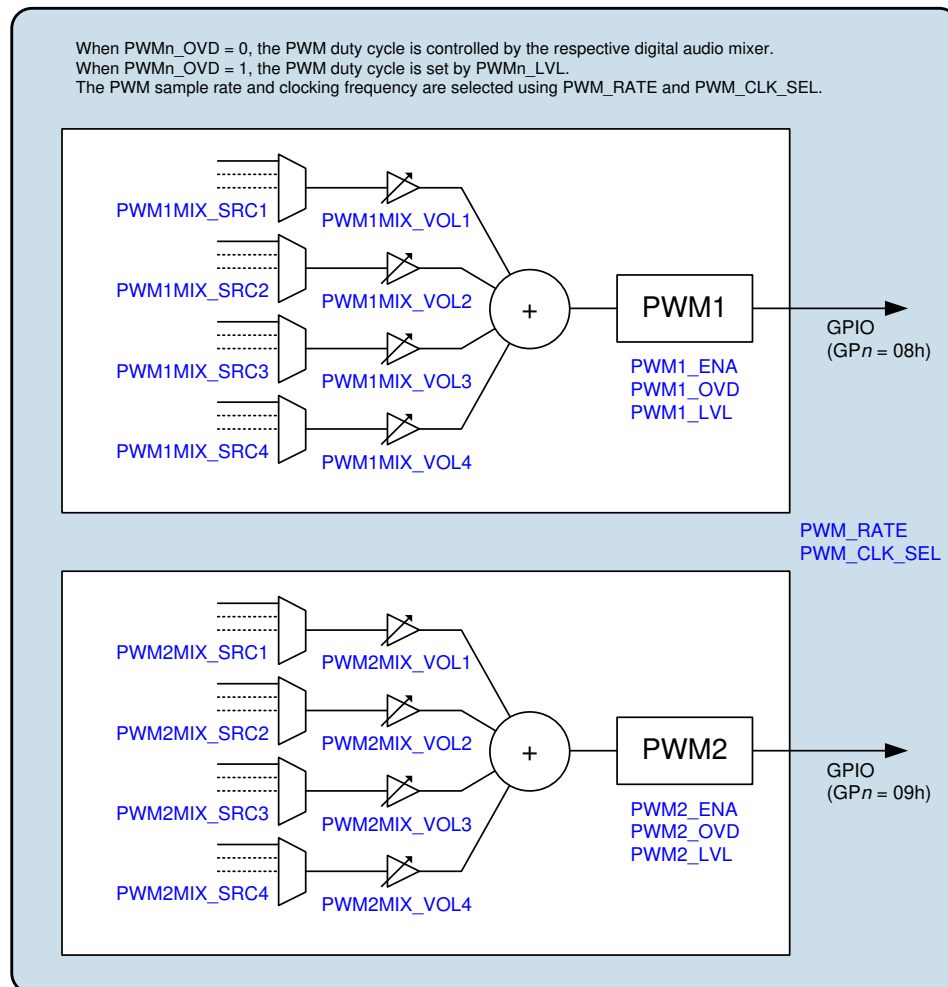 When PWMn_OVD = 0, the PWM duty cycle is controlled by the respective digital audio mixer.
When PWMn_OVD = 1, the PWM duty cycle is set by PWMn_LVL.
The PWM sample rate and clocking frequency are selected using PWM_RATE and PWM_CLK_SEL.
PWM1MIX_SRC1
PWM1MIX_VOL1
PWM1MIX_SRC2
PWM1MIX_VOL2
PWM1MIX_SRC3
PWM1MIX_VOL3
PWM1MIX_SRC4
PWM1MIX_VOL4
+
PWM1
PWM1_ENA
PWM1_OVD
PWM1_LVL
GPIO
(GPn = 08h)
PWM_RATE
PWM_CLK_SEL
PWM2MIX_SRC1
PWM2MIX_VOL1
PWM2MIX_SRC2
PWM2MIX_VOL2
PWM2MIX_SRC3
PWM2MIX_VOL3
PWM2MIX_SRC4
PWM2MIX_VOL4
+
PWM2
PWM2_ENA
PWM2_OVD
PWM2_LVL
GPIO
(GPn = 09h)